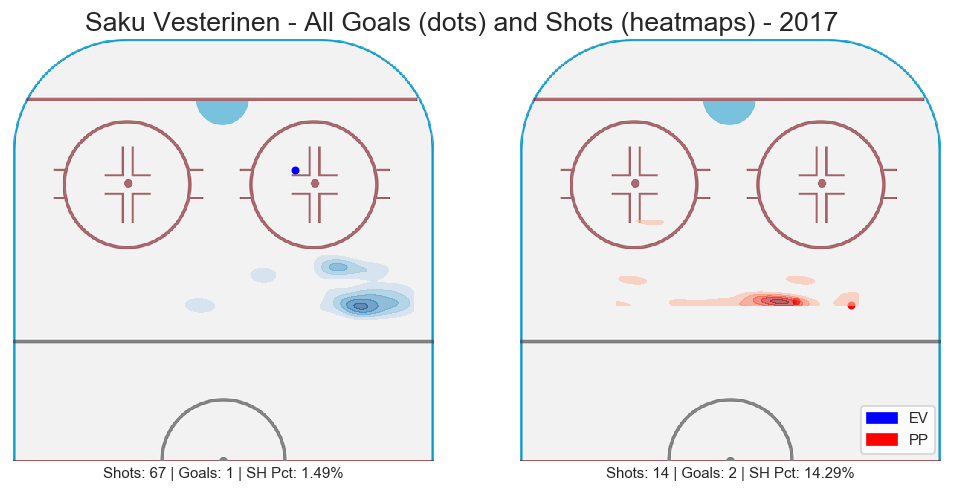 Saku Vesterinen - All Goals (dots) and Shots (heatmaps) - 2017
EV
PP
Shots: 67 | Goals: 1 | SH Pct: 1.49%
Shots: 14 | Goals: 2 | SH Pct: 14.29%